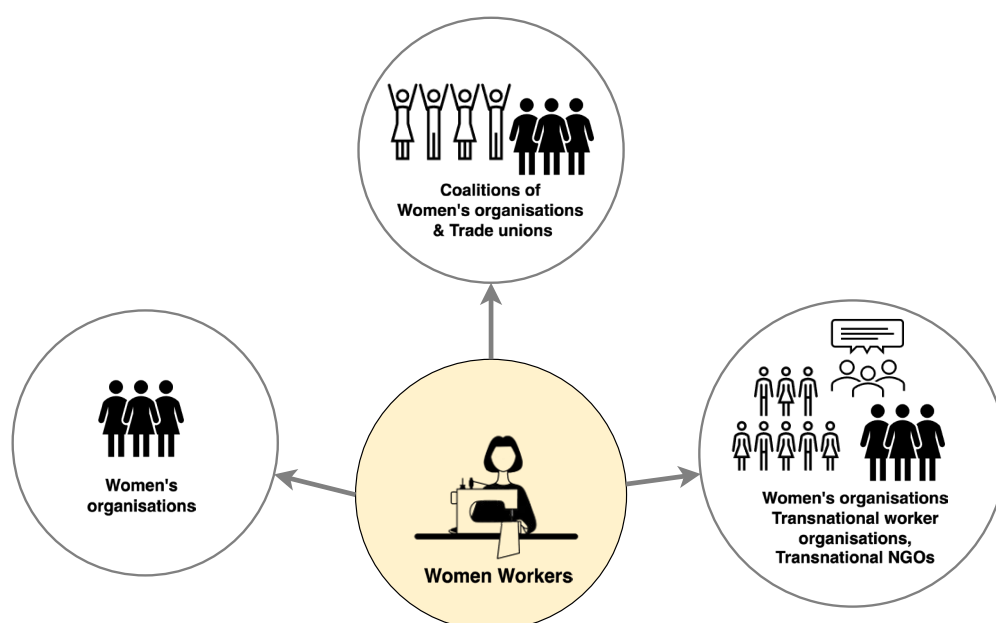 Coalitions of
Women's organisations
& Trade unions
Women's
organisations
Women's organisations
Transnational worker
organisations,
Transnational NGOs
Women Workers